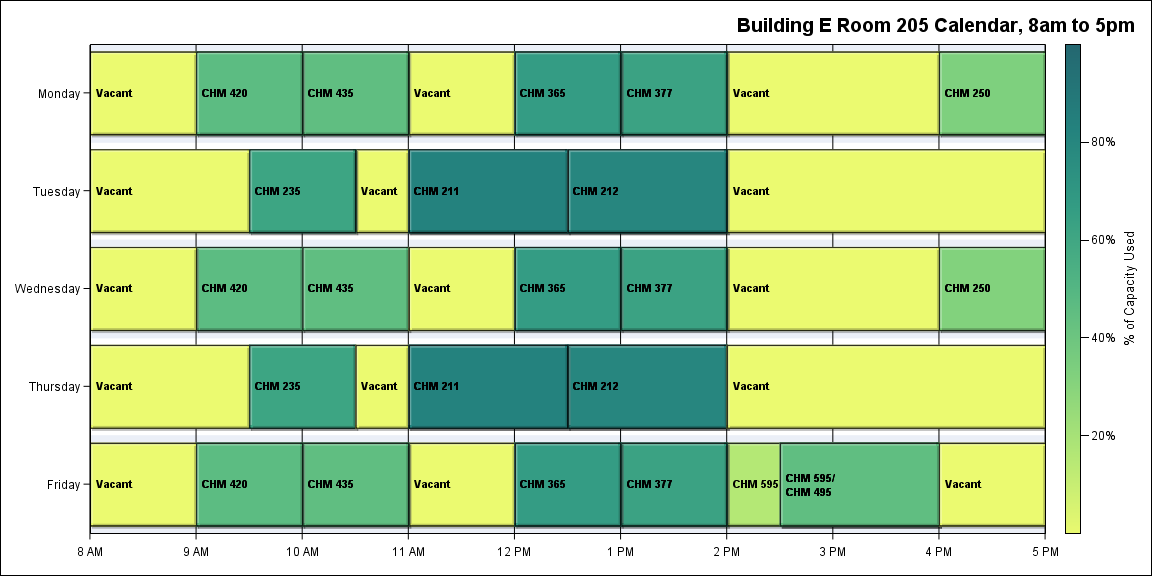 Building E Room 205 Calendar, 8am to 5pm
Monday
Vacant
CHM 420
CHM 435
Vacant
CHM 365
CHM 377
Vacant
CHM 250
Tuesday
Vacant
CHM 235
Vacant
CHM 211
CHM 212
Vacant
Wednesday
Vacant
CHM 420
CHM 435
Vacant
CHM 365
CHM 377
Vacant
CHM 250
Thursday
Vacant
CHM 235
Vacant
CHM 211
CHM 212
Vacant
Friday
Vacant
CHM 420
CHM 435
Vacant
CHM 365
CHM 377
CHM 595
CHM 595/
CHM 495
Vacant
8 AM
9 AM
10 AM
11 AM
12 PM
1 PM
2 PM
3 PM
4 PM
5 PM
80%
60%
40%
20%
% of Capacity Used